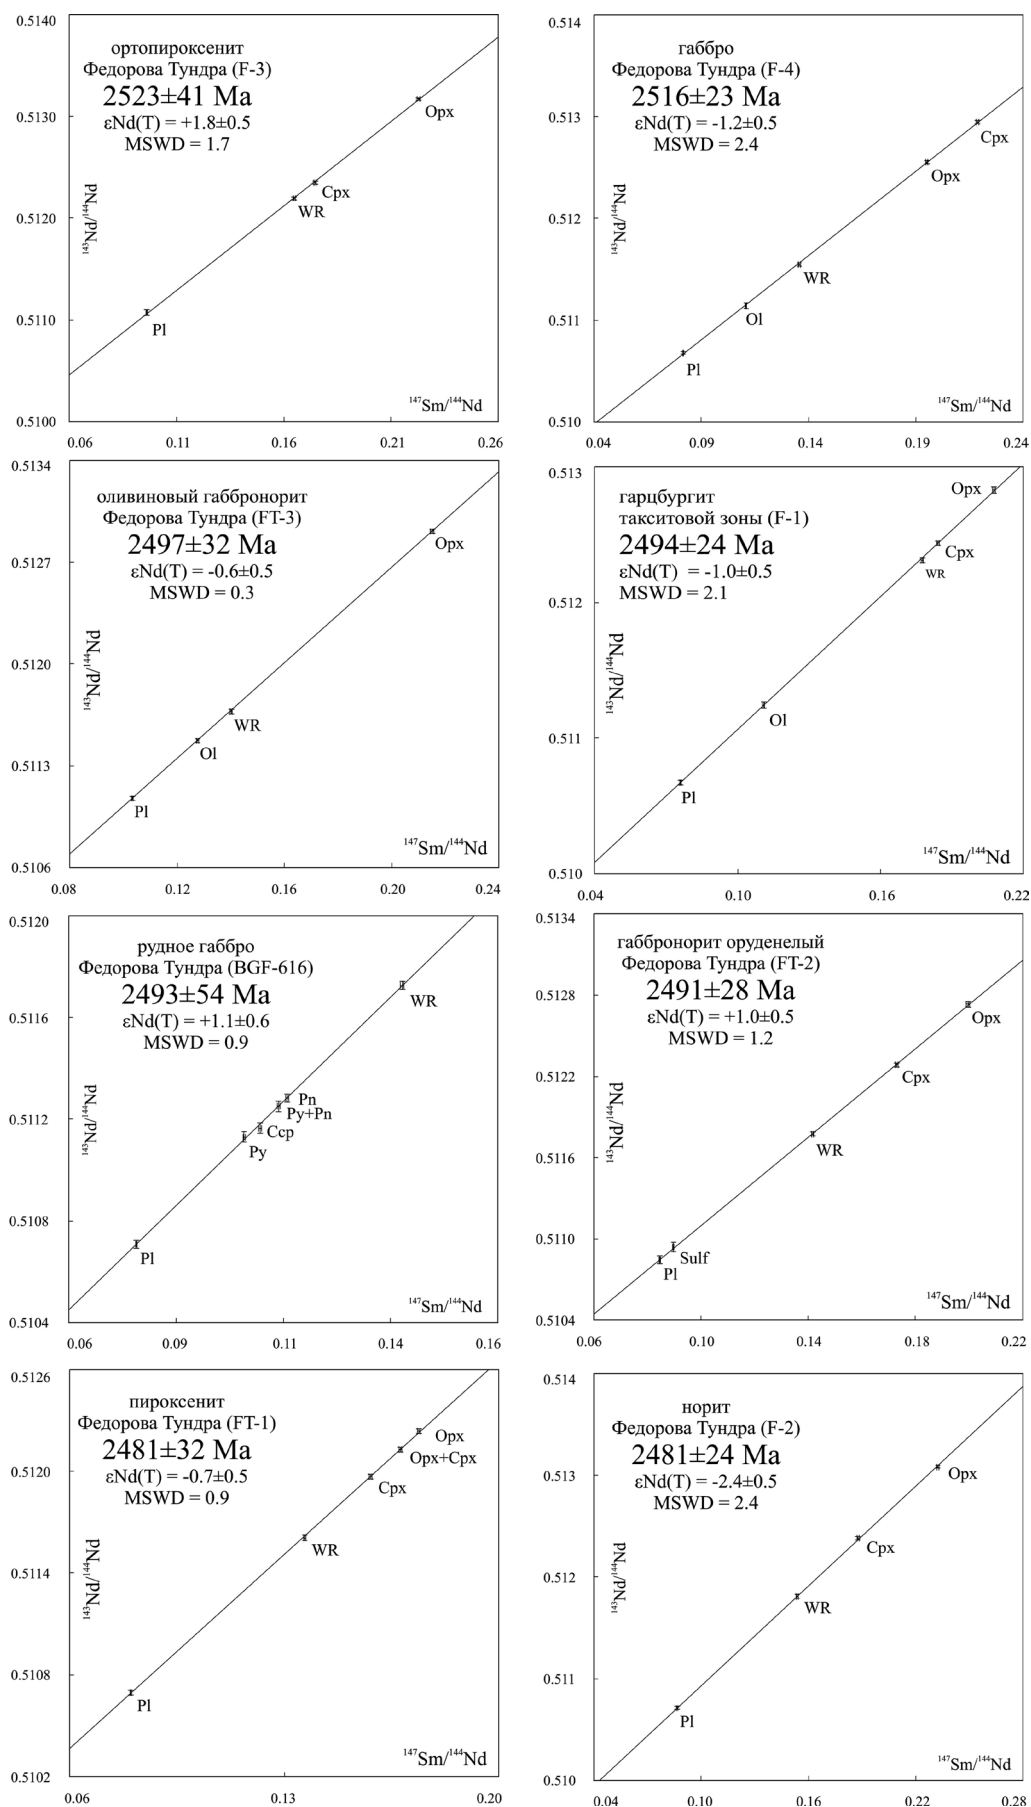 0.5140
0.5130
0.5120
0.5110
0.5100
ортопироксенит
Федорова Тундра (F-3)
2523±41 Ma
εNd(T) = +1.8±0.5
MSWD = 1.7
Opx
Cpx
WR
Pl
143Nd/144Nd
147Sm/144Nd
0.06 0.11 0.16 0.21 0.26
0.514
0.513
0.512
0.511
0.510
габбро
Федорова Тундра (F-4)
2516±23 Ma
εNd(T) = -1.2±0.5
MSWD = 2.4
Cpx
Opx
WR
Ol
Pl
143Nd/144Nd
147Sm/144Nd
0.04 0.09 0.14 0.19 0.24
0.5134
0.5127
0.5120
0.5113
0.5106
оливиновый габбронорит
Федорова Тундра (FT-3)
2497±32 Ma
εNd(T) = -0.6±0.5
MSWD = 0.3
Opx
WR
Ol
Pl
143Nd/144Nd
147Sm/144Nd
0.08 0.12 0.16 0.20 0.24
0.513
0.512
0.511
0.510
гарцбургит
такситовой зоны (F-1)
2494±24 Ma
εNd(T) = -1.0±0.5
MSWD = 2.1
Opx
Cpx
WR
Ol
Pl
143Nd/144Nd
147Sm/144Nd
0.04 0.10 0.16 0.22
0.5120
0.5116
0.5112
0.5108
0.5104
рудное габбро
Федорова Тундра (BGF-616)
2493±54 Ma
εNd(T) = +1.1±0.6
MSWD = 0.9
WR
Pn
Py+Pn
Ccp
Py
Pl
143Nd/144Nd
147Sm/144Nd
0.06 0.09 0.11 0.14 0.16
0.5134
0.5128
0.5122
0.5116
0.5110
0.5104
габбронорит оруденелый
Федорова Тундра (FT-2)
2491±28 Ma
εNd(T) = +1.0±0.5
MSWD = 1.2
Opx
Cpx
WR
Sulf
Pl
143Nd/144Nd
147Sm/144Nd
0.06 0.10 0.14 0.18 0.22
0.5126
0.5120
0.5114
0.5108
0.5102
пироксенит
Федорова Тундра (FT-1)
2481±32 Ma
εNd(T) = -0.7±0.5
MSWD = 0.9
Opx
Opx+Cpx
Cpx
WR
Pl
143Nd/144Nd
147Sm/144Nd
0.06 0.13 0.20
0.514
0.513
0.512
0.511
0.510
норит
Федорова Тундра (F-2)
2481±24 Ma
εNd(T) = -2.4±0.5
MSWD = 2.4
Opx
Cpx
WR
Pl
143Nd/144Nd
147Sm/144Nd
0.04 0.10 0.16 0.22 0.28